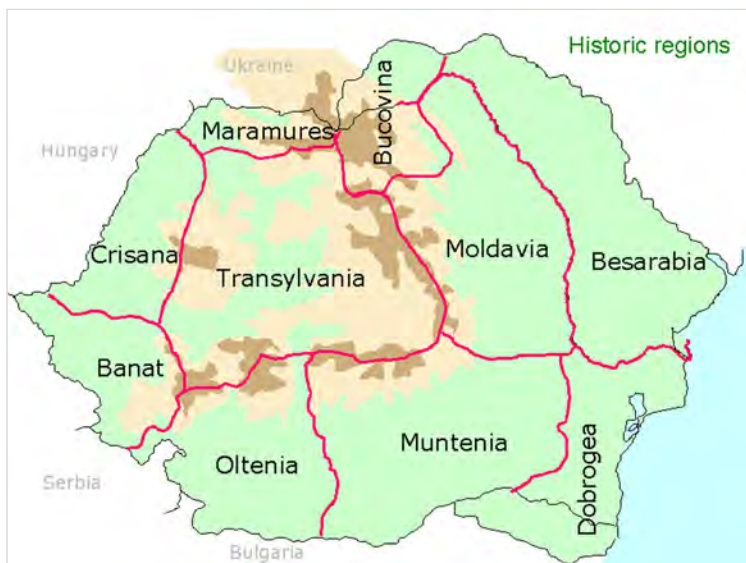 Historic regions
Ukraine
Bucovina
Maramures
Hungary
Crisana
Transylvania
Moldavia
Besarabia
Banat
Oltenia
Muntenia
Dobrogea
Serbia
Bulgaria